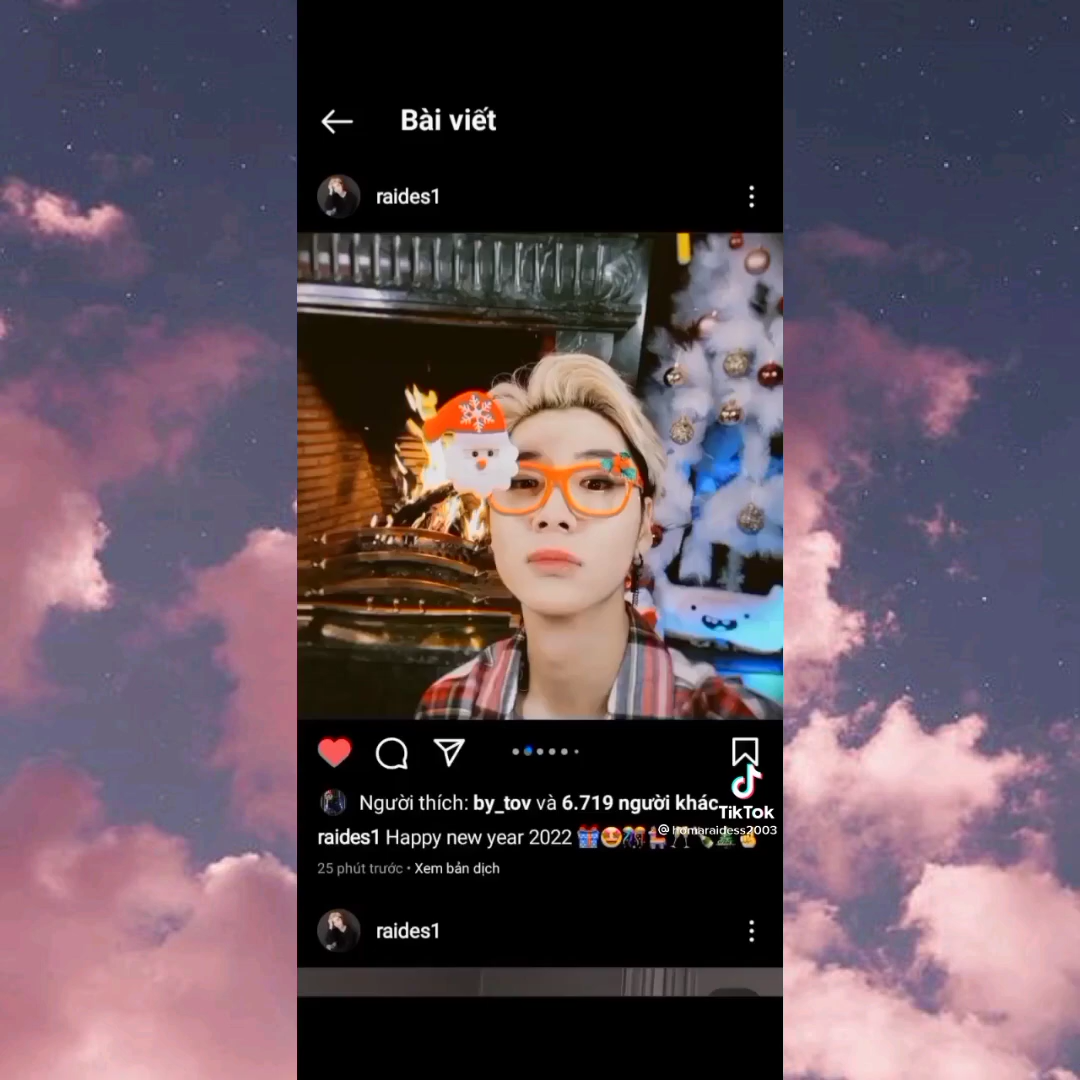 Bài viết
raides1
Người thích: by_tov và 6.719 người khác
TikTok
@homaraidess2003
raides1 Happy new year 2022 🎁🤩🎊🪅🥂🍾🎄✌
25 phút trước • Xem bản dịch
raides1